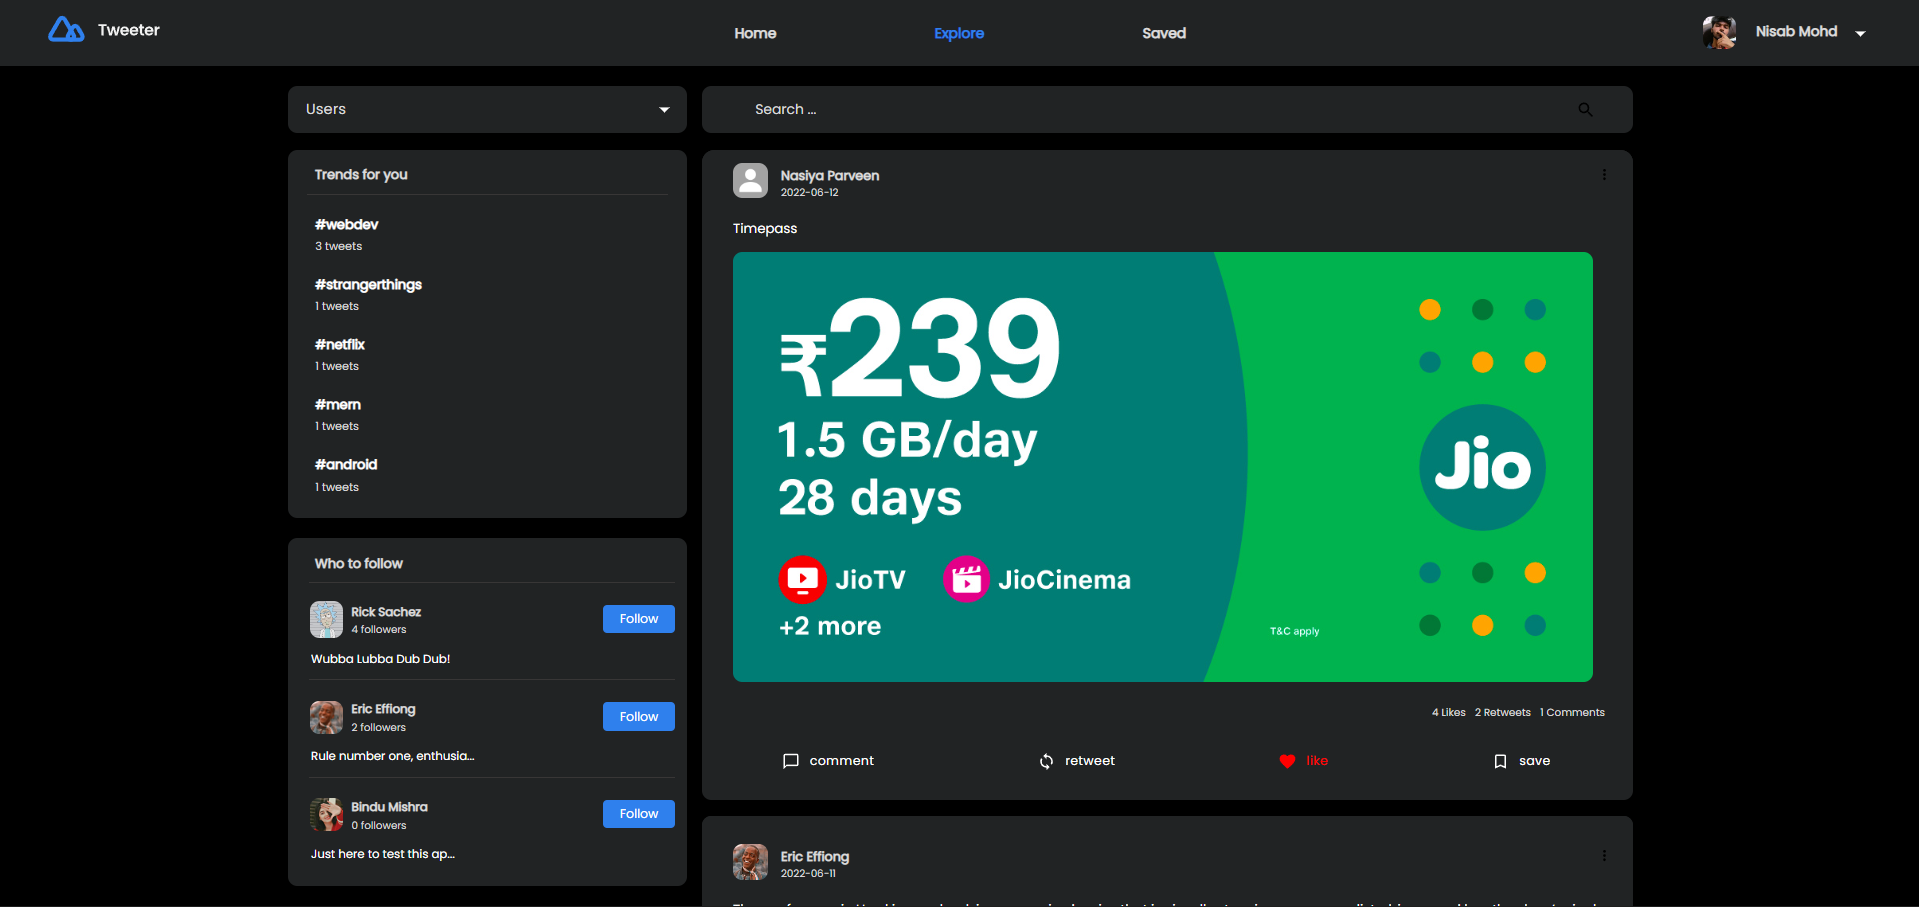 Tweeter
Home
Explore
Saved
Nisab Mohd
Users
Search ...
Trends for you
#webdev
3 tweets
#strangerthings
1 tweets
#netflix
1 tweets
#mern
1 tweets
#android
1 tweets
Who to follow
Rick Sachez
4 followers
Follow
Wubba Lubba Dub Dub!
Eric Effiong
2 followers
Follow
Rule number one, enthusia...
Bindu Mishra
0 followers
Follow
Just here to test this ap...
Nasiya Parveen
2022-06-12
Timepass
₹239
1.5 GB/day
28 days
JioTV
JioCinema
+2 more
T&C apply
Jio
4 Likes 2 Retweets 1 Comments
comment
retweet
like
save
Eric Effiong
2022-06-11